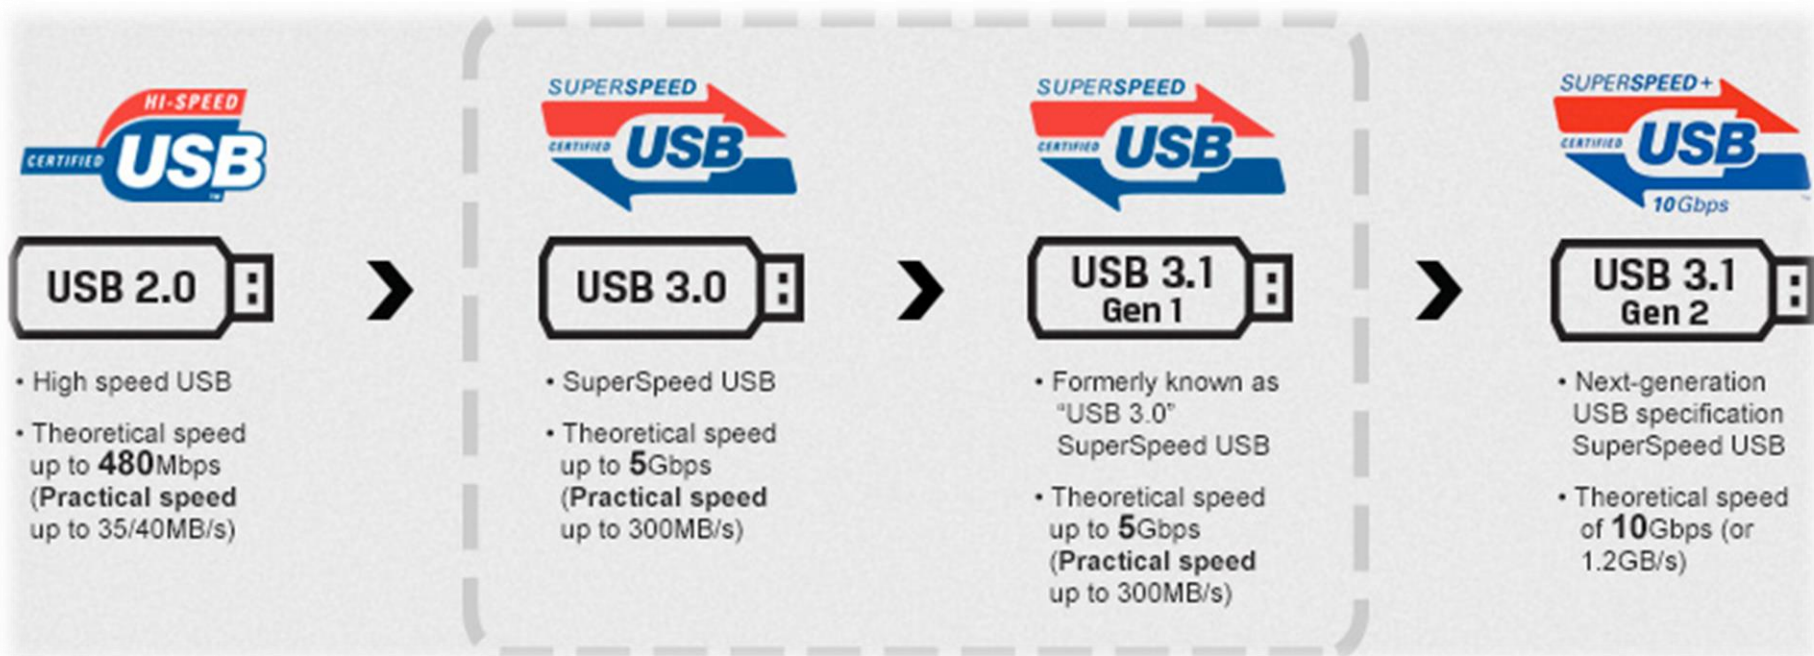 HI-SPEED
CERTIFIED
USB
™
USB 2.0
• High speed USB
• Theoretical speed
up to 480Mbps
(Practical speed
up to 35/40MB/s)
SUPERSPEED
CERTIFIED
USB
USB 3.0
• SuperSpeed USB
• Theoretical speed
up to 5Gbps
(Practical speed
up to 300MB/s)
SUPERSPEED
CERTIFIED
USB
USB 3.1
Gen 1
• Formerly known as
“USB 3.0”
SuperSpeed USB
• Theoretical speed
up to 5Gbps
(Practical speed
up to 300MB/s)
SUPERSPEED+
CERTIFIED
USB
10Gbps
USB 3.1
Gen 2
• Next-generation
USB specification
SuperSpeed USB
• Theoretical speed
of 10Gbps (or
1.2GB/s)